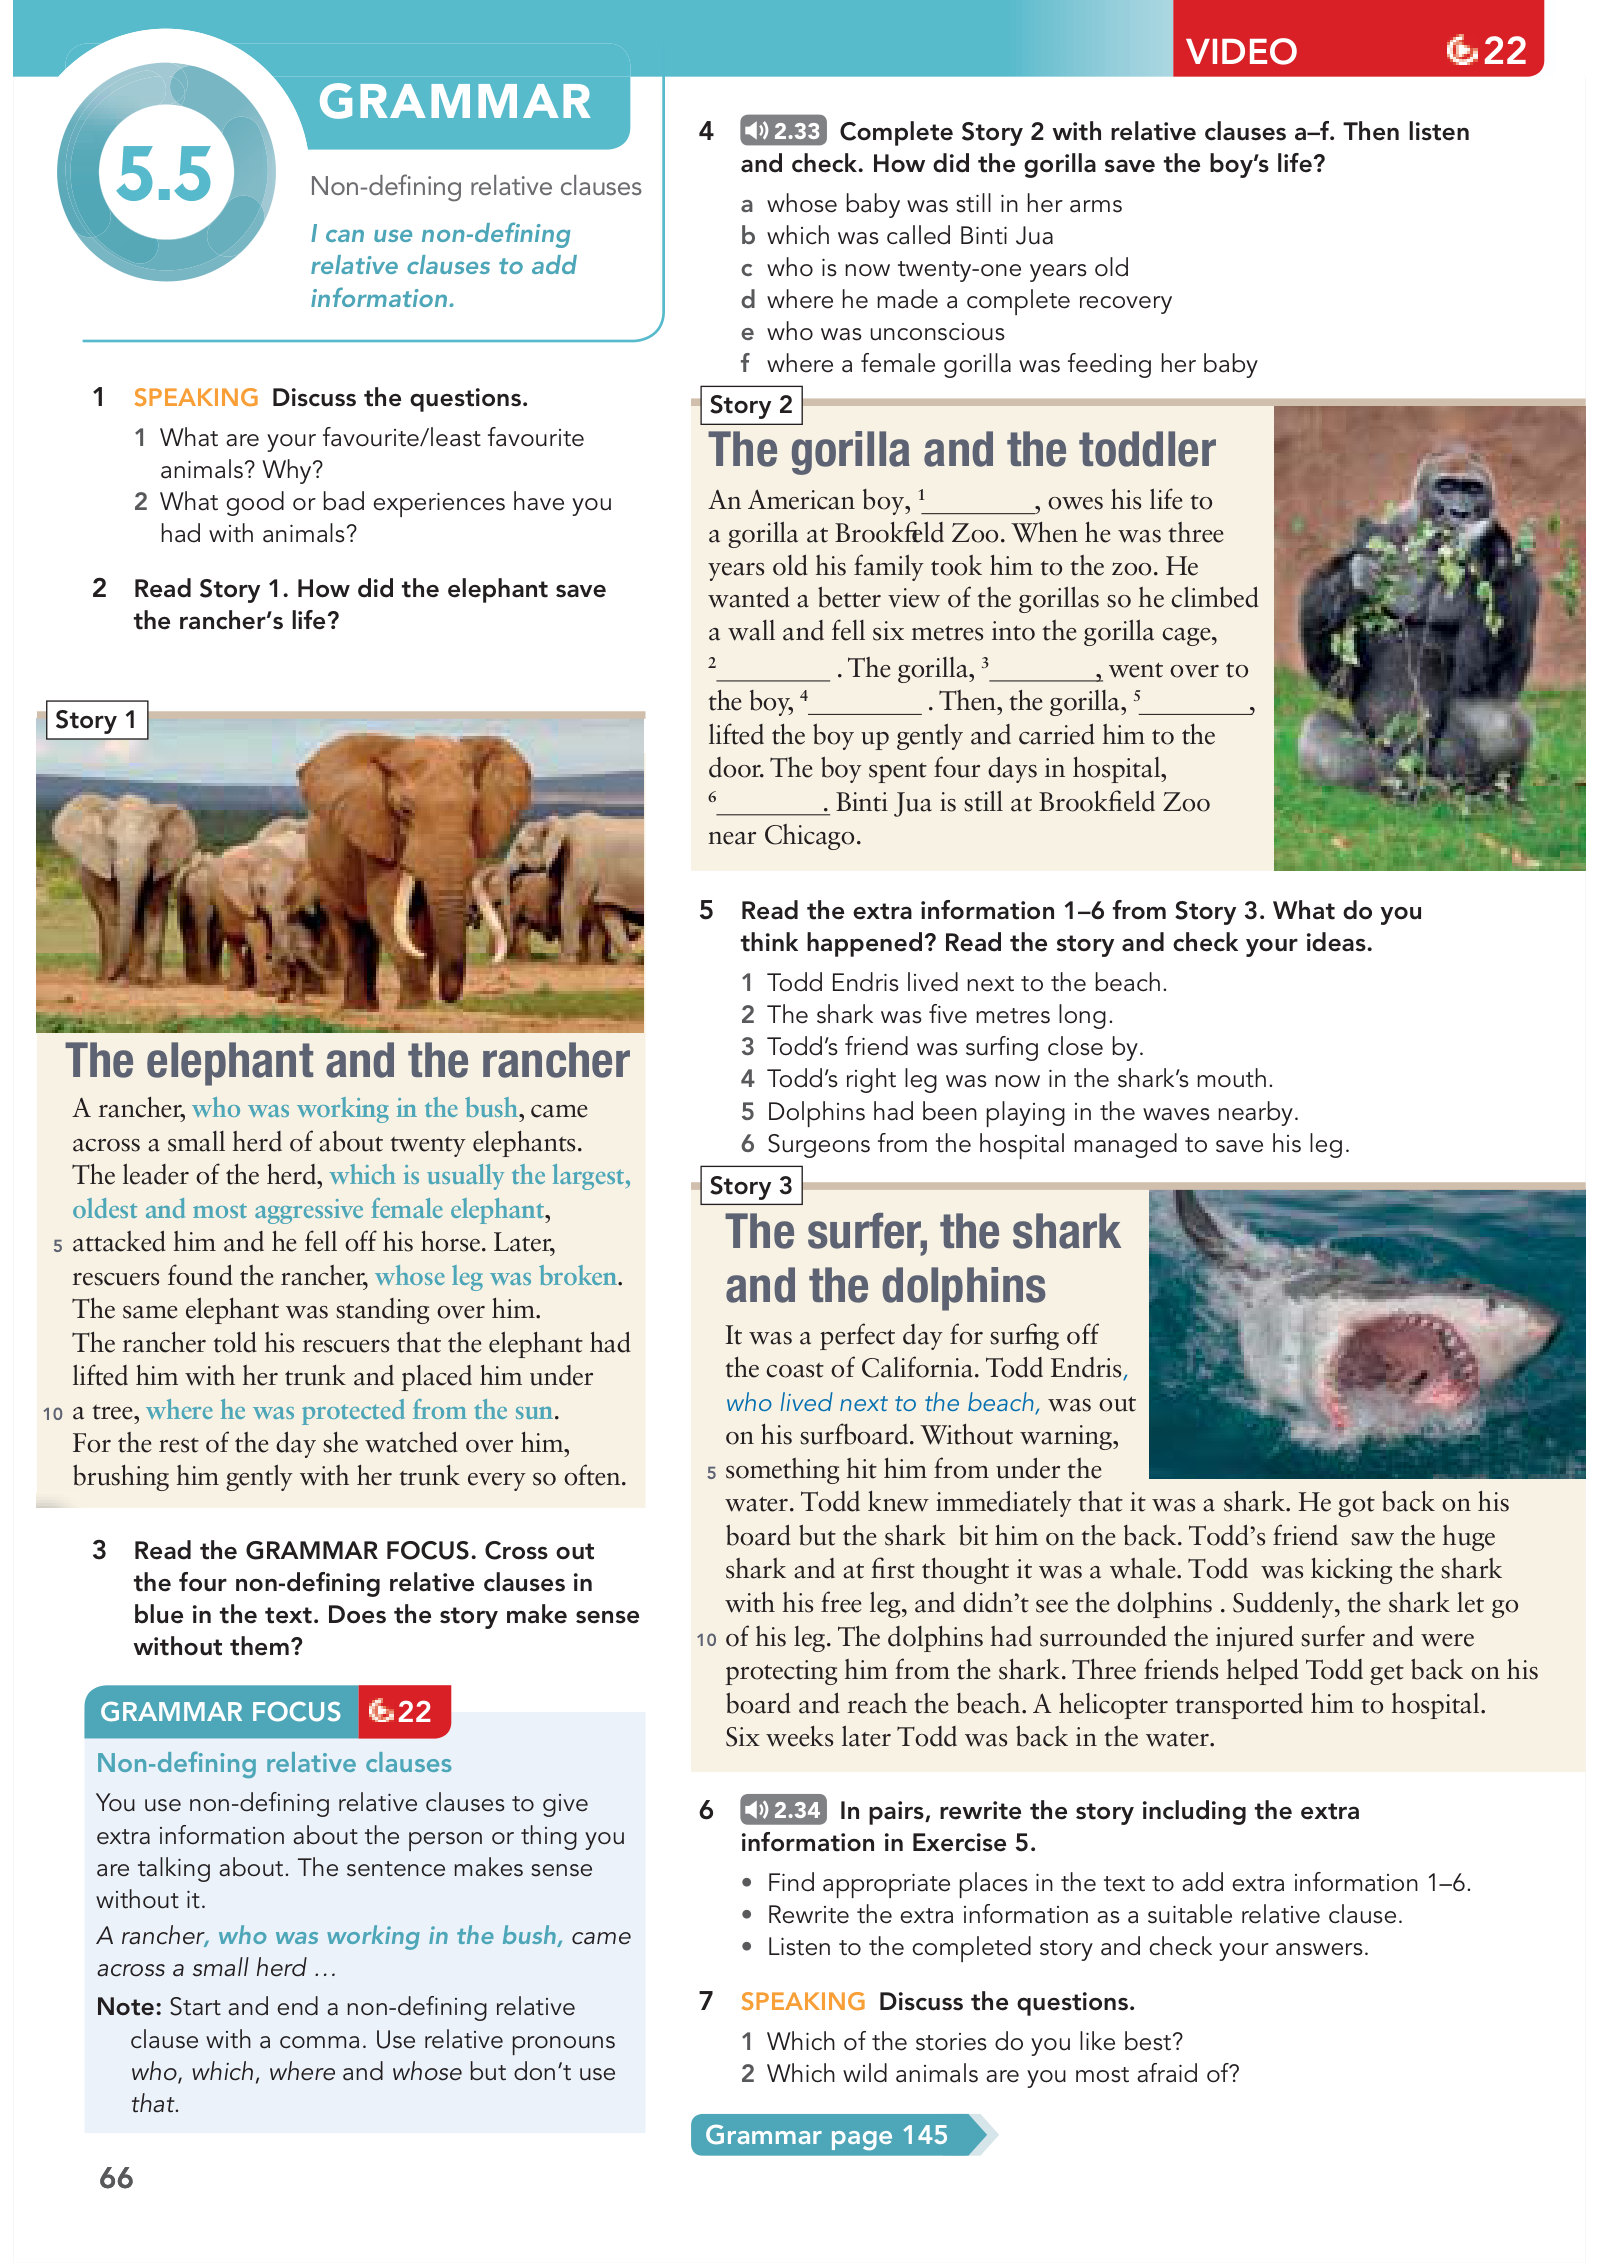 VIDEO 22
GRAMMAR
5.5
Non-defining relative clauses
I can use non-defining
relative clauses to add
information.
1 SPEAKING Discuss the questions.
1 What are your favourite/least favourite
animals? Why?
2 What good or bad experiences have you
had with animals?
2 Read Story 1. How did the elephant save
the rancher's life?
Story 1
The elephant and the rancher
A rancher, who was working in the bush, came
across a small herd of about twenty elephants.
The leader of the herd, which is usually the largest,
oldest and most aggressive female elephant,
5 attacked him and he fell off his horse. Later,
rescuers found the rancher, whose leg was broken.
The same elephant was standing over him.
The rancher told his rescuers that the elephant had
lifted him with her trunk and placed him under
10 a tree, where he was protected from the sun.
For the rest of the day she watched over him,
brushing him gently with her trunk every so often.
3 Read the GRAMMAR FOCUS. Cross out
the four non-defining relative clauses in
blue in the text. Does the story make sense
without them?
GRAMMAR FOCUS 22
Non-defining relative clauses
You use non-defining relative clauses to give
extra information about the person or thing you
are talking about. The sentence makes sense
without it.
A rancher, who was working in the bush, came
across a small herd …
Note: Start and end a non-defining relative
clause with a comma. Use relative pronouns
who, which, where and whose but don't use
that.
66
4 2.33 Complete Story 2 with relative clauses a–f. Then listen
and check. How did the gorilla save the boy's life?
a whose baby was still in her arms
b which was called Binti Jua
c who is now twenty-one years old
d where he made a complete recovery
e who was unconscious
f where a female gorilla was feeding her baby
Story 2
The gorilla and the toddler
An American boy, 1 ________, owes his life to
a gorilla at Brookfield Zoo. When he was three
years old his family took him to the zoo. He
wanted a better view of the gorillas so he climbed
a wall and fell six metres into the gorilla cage,
2 ________ . The gorilla, 3 ________, went over to
the boy, 4 ________ . Then, the gorilla, 5 ________,
lifted the boy up gently and carried him to the
door. The boy spent four days in hospital,
6 ________. Binti Jua is still at Brookfield Zoo
near Chicago.
5 Read the extra information 1–6 from Story 3. What do you
think happened? Read the story and check your ideas.
1 Todd Endris lived next to the beach.
2 The shark was five metres long.
3 Todd's friend was surfing close by.
4 Todd's right leg was now in the shark's mouth.
5 Dolphins had been playing in the waves nearby.
6 Surgeons from the hospital managed to save his leg.
Story 3
The surfer, the shark
and the dolphins
It was a perfect day for surfing off
the coast of California. Todd Endris,
who lived next to the beach, was out
on his surfboard. Without warning,
5 something hit him from under the
water. Todd knew immediately that it was a shark. He got back on his
board but the shark bit him on the back. Todd's friend saw the huge
shark and at first thought it was a whale. Todd was kicking the shark
with his free leg, and didn't see the dolphins . Suddenly, the shark let go
10 of his leg. The dolphins had surrounded the injured surfer and were
protecting him from the shark. Three friends helped Todd get back on his
board and reach the beach. A helicopter transported him to hospital.
Six weeks later Todd was back in the water.
6 2.34 In pairs, rewrite the story including the extra
information in Exercise 5.
• Find appropriate places in the text to add extra information 1–6.
• Rewrite the extra information as a suitable relative clause.
• Listen to the completed story and check your answers.
7 SPEAKING Discuss the questions.
1 Which of the stories do you like best?
2 Which wild animals are you most afraid of?
Grammar page 145